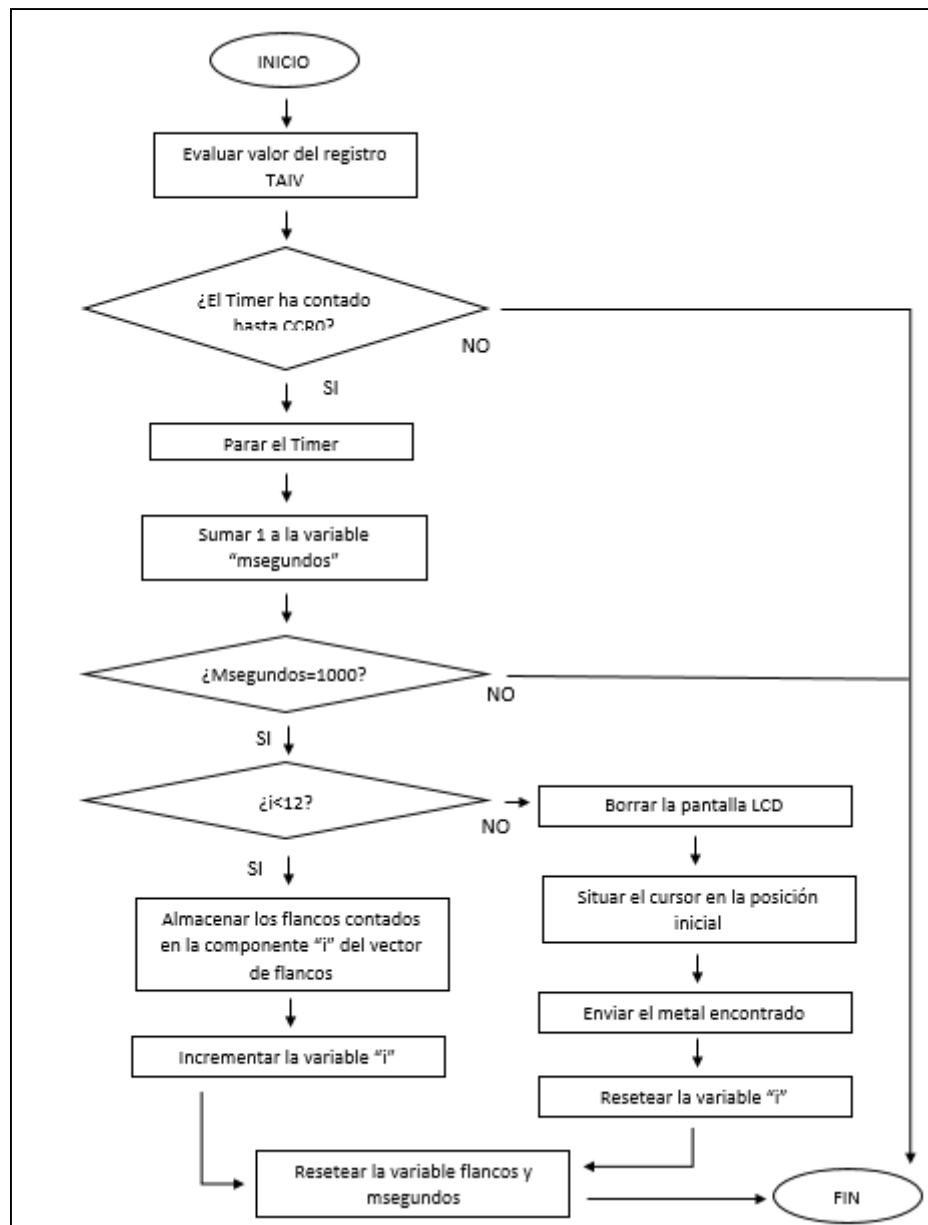 INICIO
Evaluar valor del registro
TAIV
¿El Timer ha contado
hasta CCR0?
NO
SI
Parar el Timer
Sumar 1 a la variable
“msegundos”
¿Msegundos=1000?
NO
SI
¿i<12?
NO
Borrar la pantalla LCD
SI
Situar el cursor en la posición
inicial
Almacenar los flancos contados
en la componente “i” del vector
de flancos
Enviar el metal encontrado
Incrementar la variable “i”
Resetear la variable “i”
Resetear la variable flancos y
msegundos
FIN